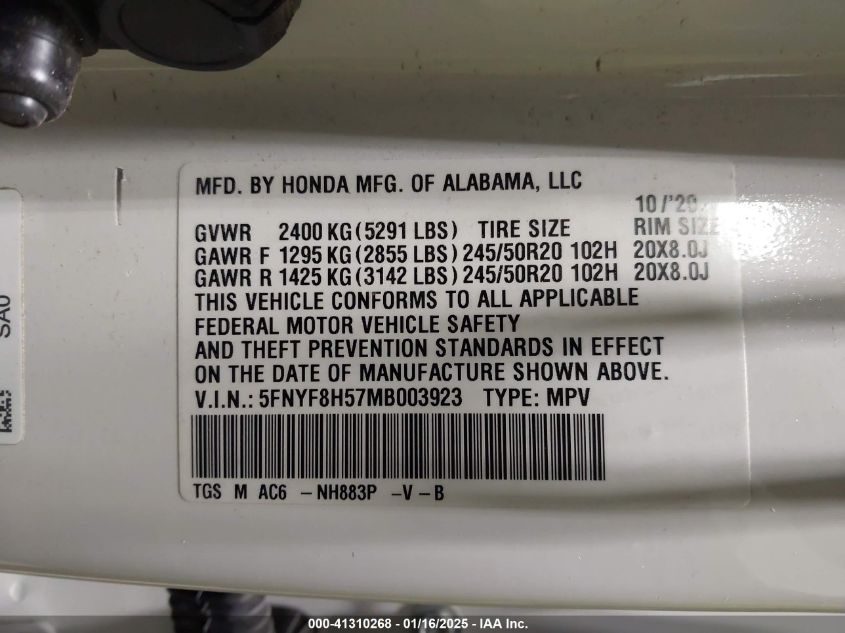 MFD. BY HONDA MFG. OF ALABAMA, LLC
10/'20
GVWR 2400 KG (5291 LBS) TIRE SIZE RIM SIZE
GAWR F 1295 KG (2855 LBS) 245/50R20 102H 20X8.0J
GAWR R 1425 KG (3142 LBS) 245/50R20 102H 20X8.0J
THIS VEHICLE CONFORMS TO ALL APPLICABLE
FEDERAL MOTOR VEHICLE SAFETY
AND THEFT PREVENTION STANDARDS IN EFFECT
ON THE DATE OF MANUFACTURE SHOWN ABOVE.
V.I.N.: 5FNYF8H57MB003923 TYPE: MPV
TGS M AC6 - NH883P - V - B
SA0
000-41310268 - 01/16/2025 - IAA Inc.